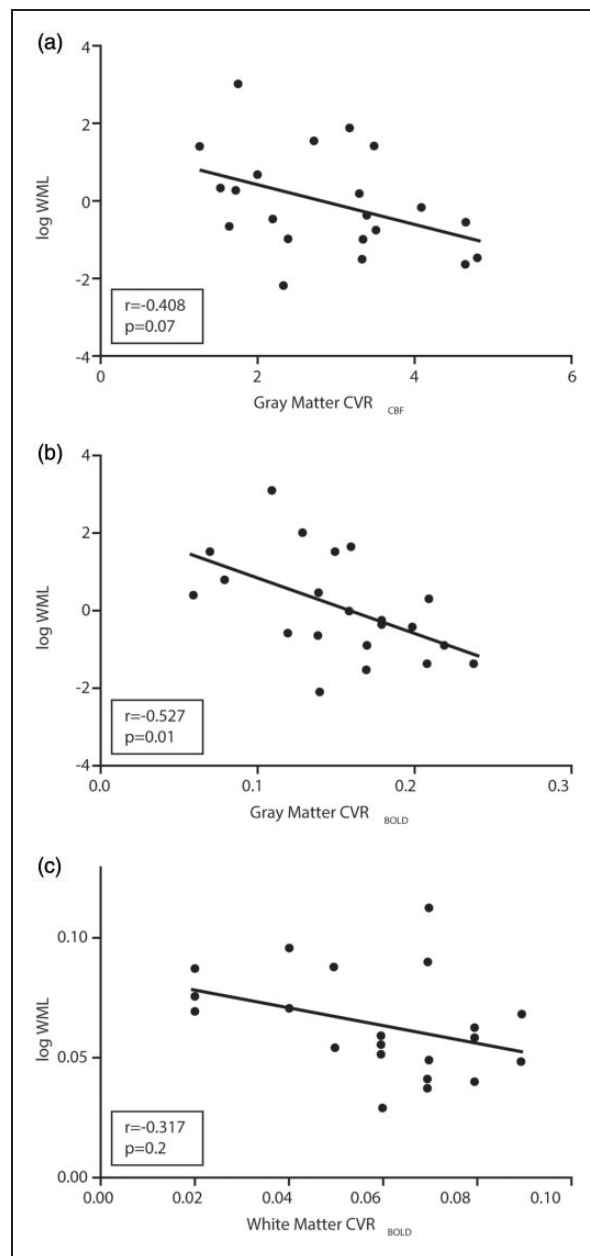 (a)
4
2
0
-2
-4
log WML
r=-0.408
p=0.07
0 2 4 6
Gray Matter CVR CBF
(b)
4
2
0
-2
-4
log WML
r=-0.527
p=0.01
0.0 0.1 0.2 0.3
Gray Matter CVR BOLD
(c)
0.10
0.05
0.00
log WML
r=-0.317
p=0.2
0.00 0.02 0.04 0.06 0.08 0.10
White Matter CVR BOLD